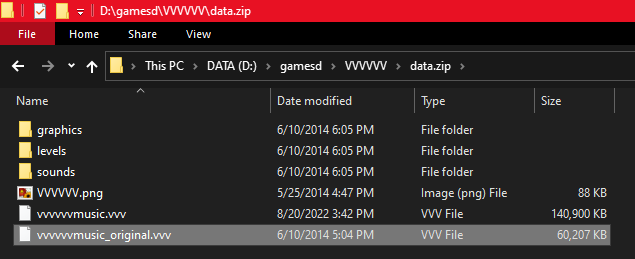 D:\gamesd\VVVVVV\data.zip
File Home Share View
This PC > DATA (D:) > gamesd > VVVVVV > data.zip >
Name Date modified Type Size
graphics 6/10/2014 6:05 PM File folder
levels 6/10/2014 6:05 PM File folder
sounds 6/10/2014 6:05 PM File folder
VVVVVV.png 5/25/2014 4:47 PM Image (png) File 88 KB
vvvvvvmusic.vvv 8/20/2022 3:42 PM VVV File 140,900 KB
vvvvvvmusic_original.vvv 6/10/2014 5:04 PM VVV File 60,207 KB